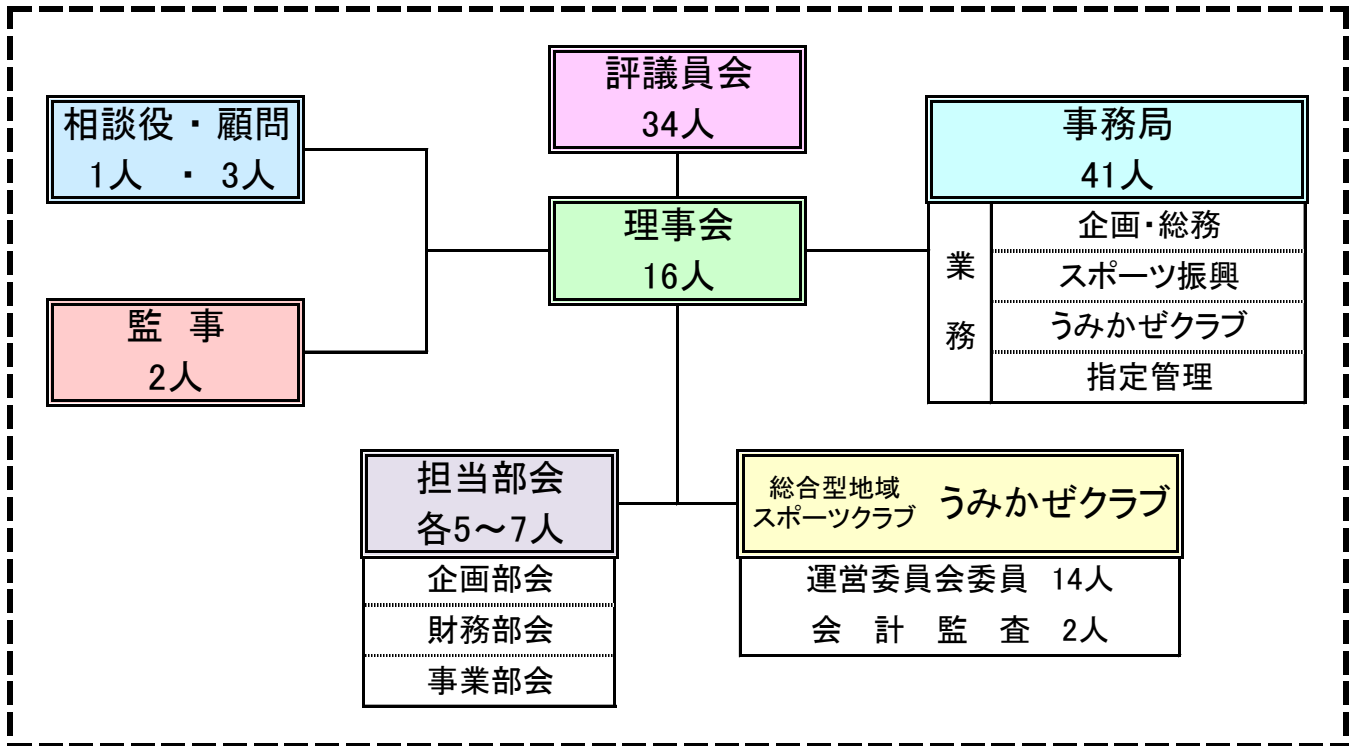 評議員会
34人
相談役・顧問
1人 ・ 3人
事務局
41人
理事会
16人
業務
企画・総務
スポーツ振興
うみかぜクラブ
指定管理
監 事
2人
担当部会
各5～7人
企画部会
財務部会
事業部会
総合型地域
スポーツクラブ
うみかぜクラブ
運営委員会委員 14人
会 計 監 査 2人